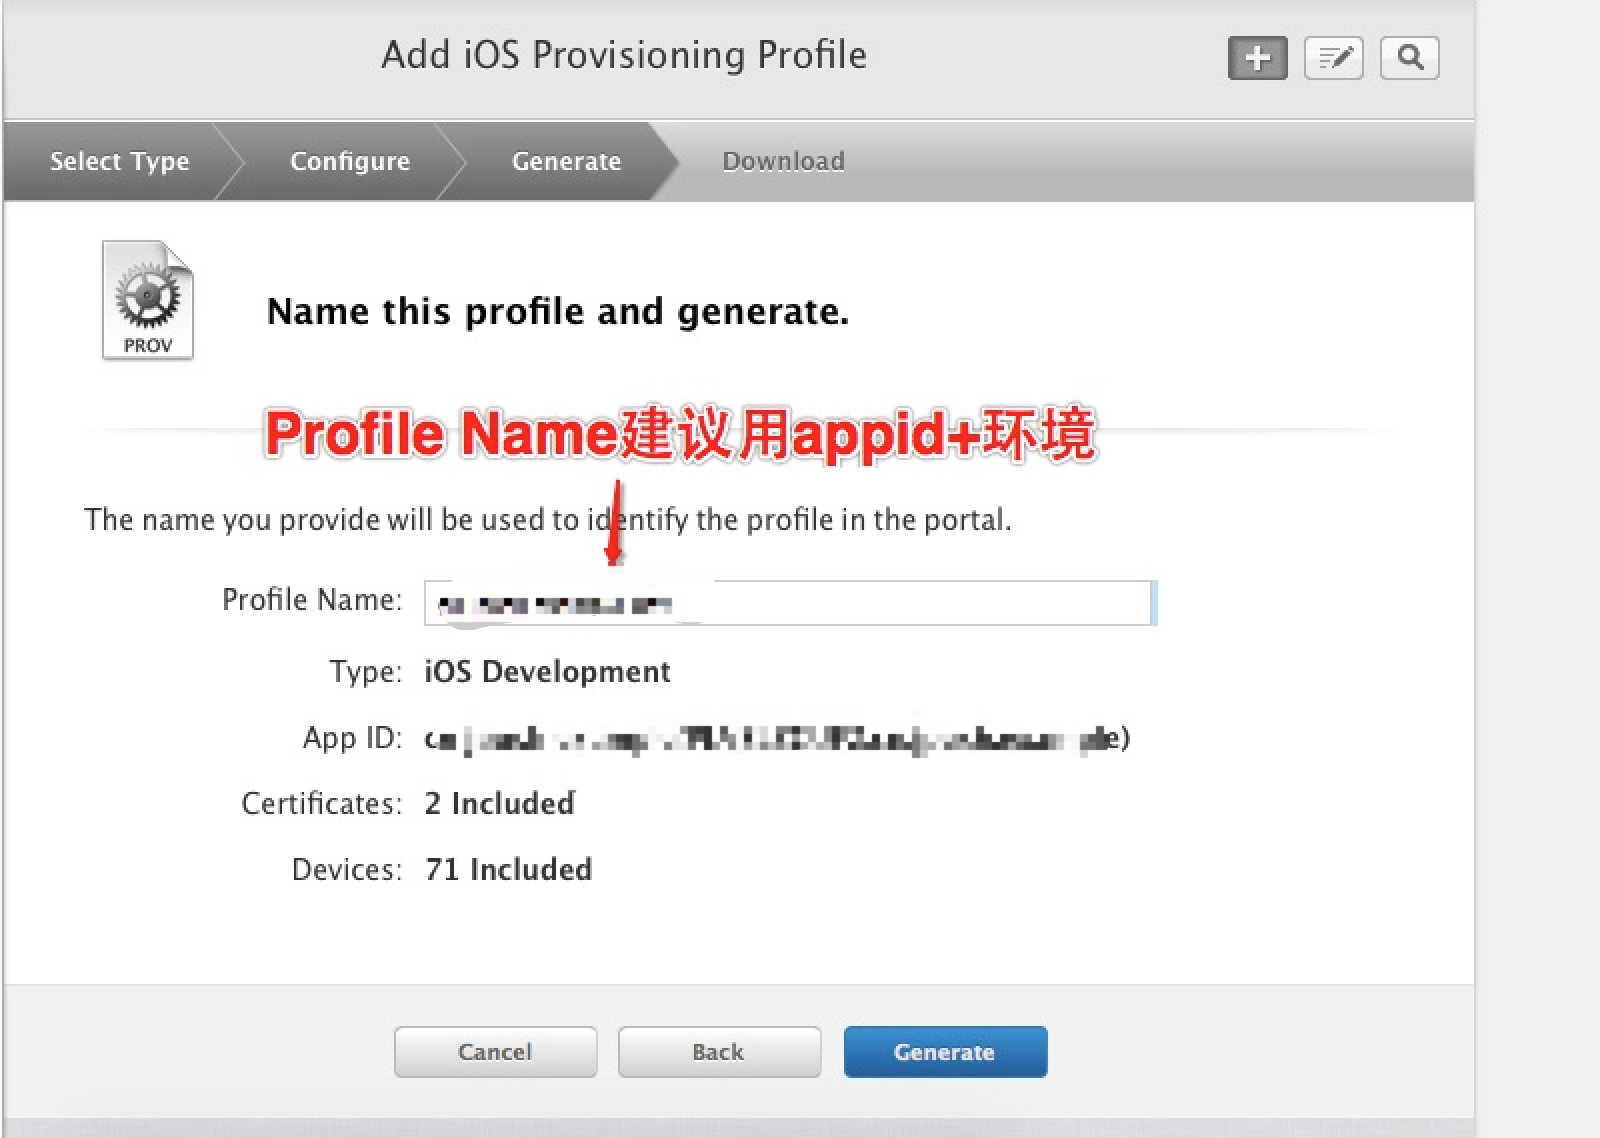 Add iOS Provisioning Profile
Select Type
Configure
Generate
Download
PROV
Name this profile and generate.
Profile Name建议用appid+环境
The name you provide will be used to identify the profile in the portal.
Profile Name:
Type: iOS Development
App ID:
Certificates: 2 Included
Devices: 71 Included
Cancel
Back
Generate